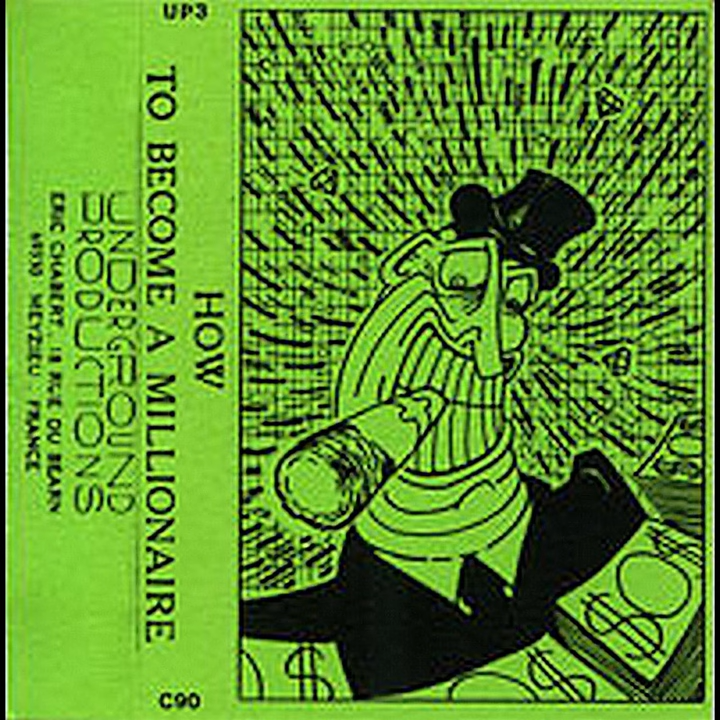 UP3
HOW
TO BECOME A MILLIONAIRE
C90
UNDERGROUND
PRODUCTIONS
ERIC CHABERT 18 RUE DU BEARN
MEYZIEU FRANCE
$
$
$
$